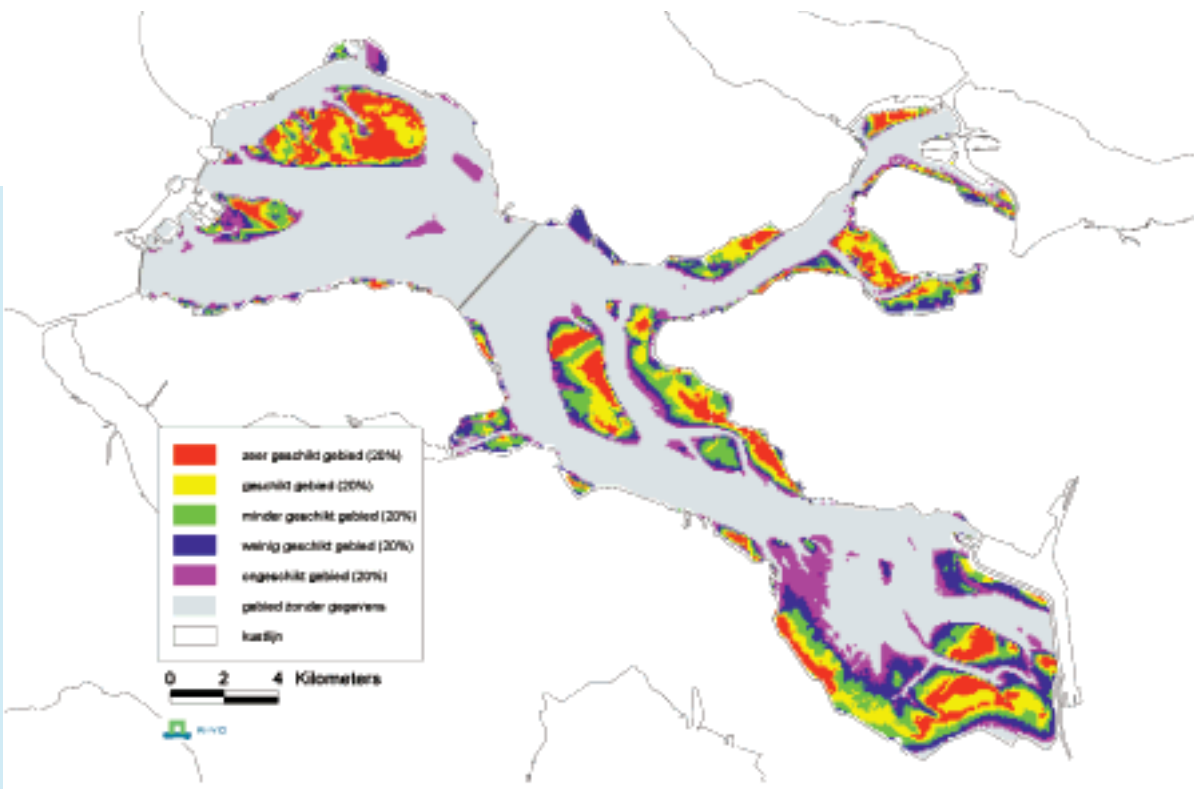 zeer geschikt gebied (20%)
geschikt gebied (20%)
minder geschikt gebied (20%)
weinig geschikt gebied (20%)
ongeschikt gebied (20%)
gebied zonder gegevens
kustlijn
0 2 4 Kilometers